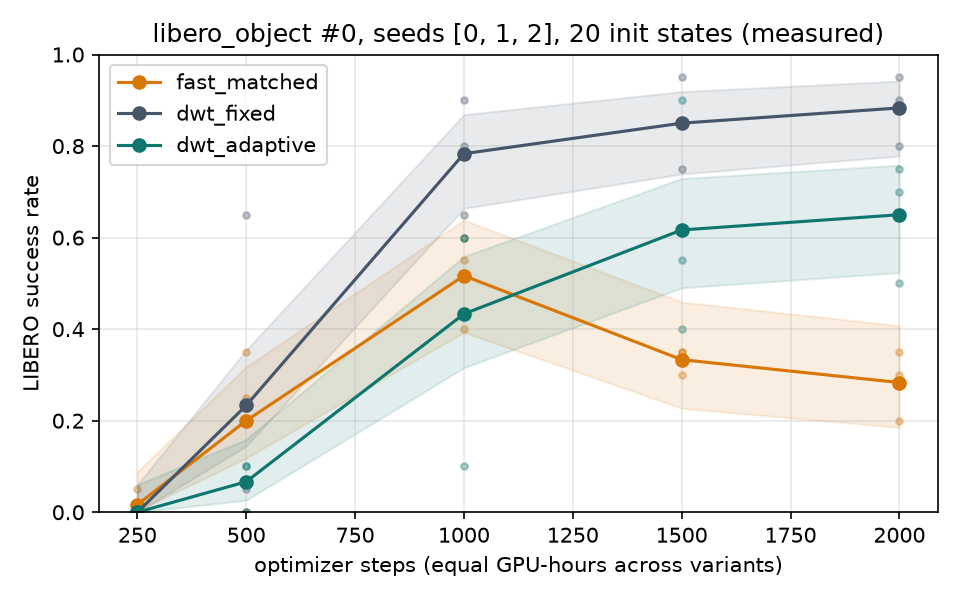 libero_object #0, seeds [0, 1, 2], 20 init states (measured)
fast_matched
dwt_fixed
dwt_adaptive
LIBERO success rate
1.0
0.8
0.6
0.4
0.2
0.0
250 500 750 1000 1250 1500 1750 2000
optimizer steps (equal GPU-hours across variants)